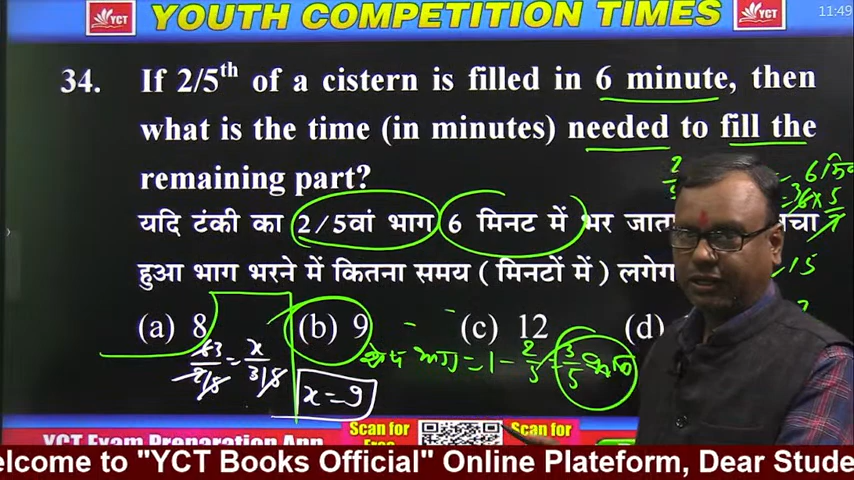 YCT YOUTH COMPETITION TIMES YCT 11:49
34. If 2/5th of a cistern is filled in 6 minute, then
what is the time (in minutes) needed to fill the
remaining part?
यदि टंकी का 2/5वां भाग 6 मिनट में भर जाता
हुआ भाग भरने में कितना समय (मिनटों में) लगेग
(a) 8 (b) 9 (c) 12 (d)
x = 9
YCT Exam Preparation App Scan for Scan for
Free
elcome to "YCT Books Official" Online Plateform, Dear Stude